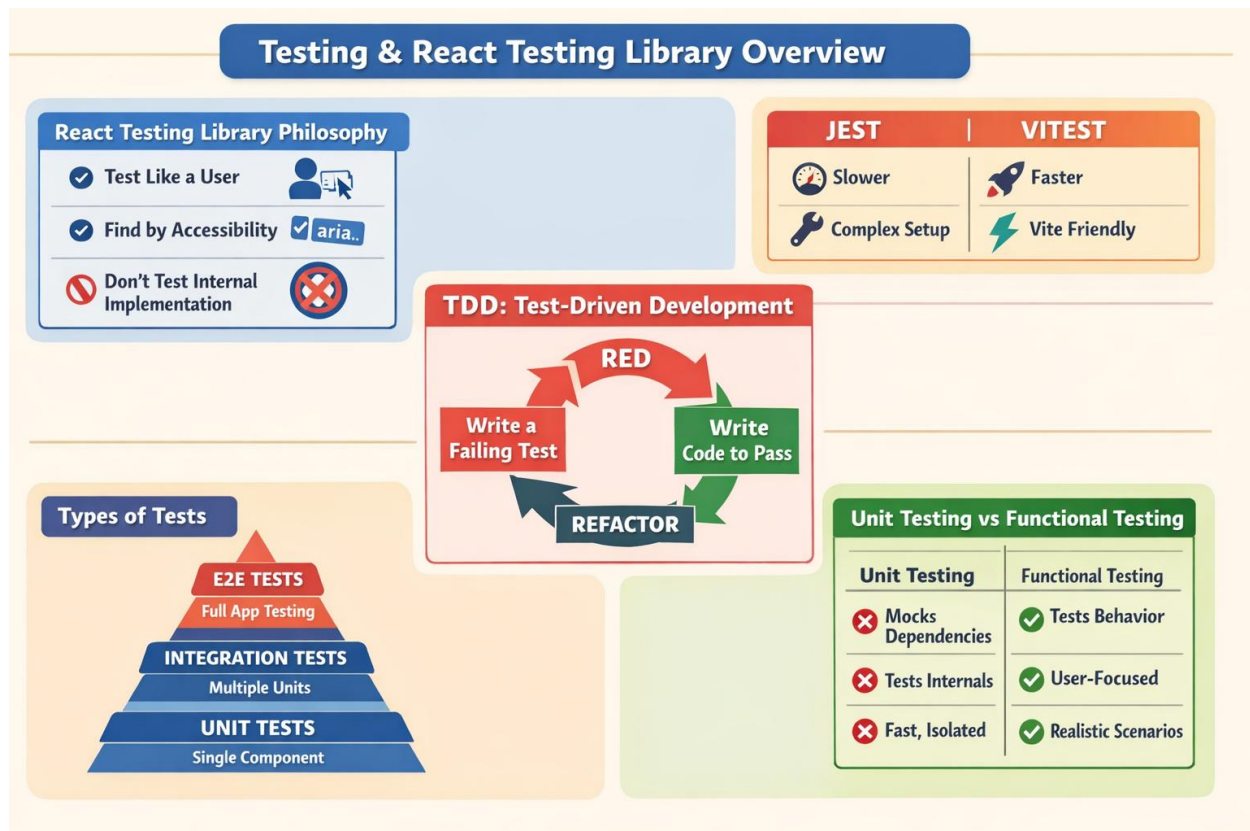 Testing & React Testing Library Overview
React Testing Library Philosophy
Test Like a User
Find by Accessibility
aria..
Don't Test Internal
Implementation
JEST | VITEST
Slower
Faster
Complex Setup
Vite Friendly
TDD: Test-Driven Development
RED
Write a
Failing Test
Write
Code to Pass
REFACTOR
Types of Tests
E2E TESTS
Full App Testing
INTEGRATION TESTS
Multiple Units
UNIT TESTS
Single Component
Unit Testing vs Functional Testing
Unit Testing
Functional Testing
Mocks
Dependencies
Tests Behavior
Tests Internals
User-Focused
Fast, Isolated
Realistic Scenarios